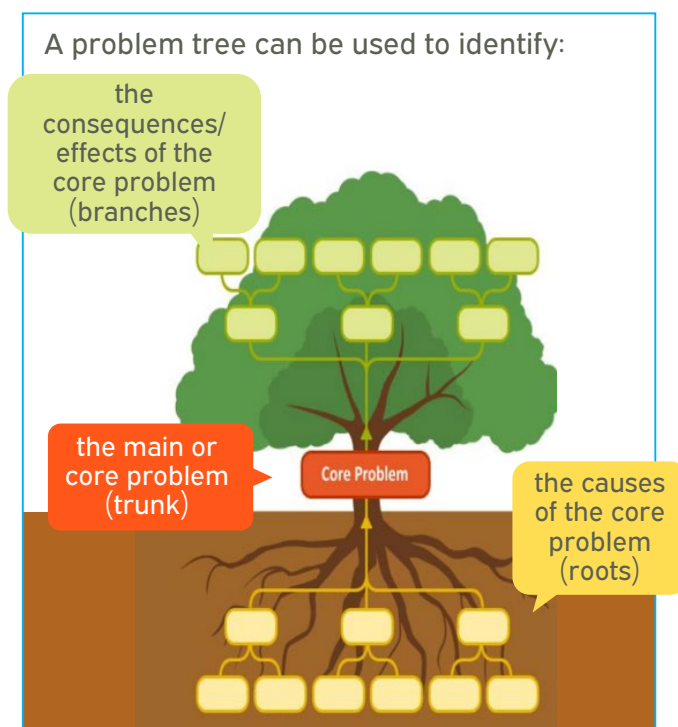 A problem tree can be used to identify:
the
consequences/
effects of the
core problem
(branches)
the main or
core problem
(trunk)
Core Problem
the causes
of the core
problem
(roots)